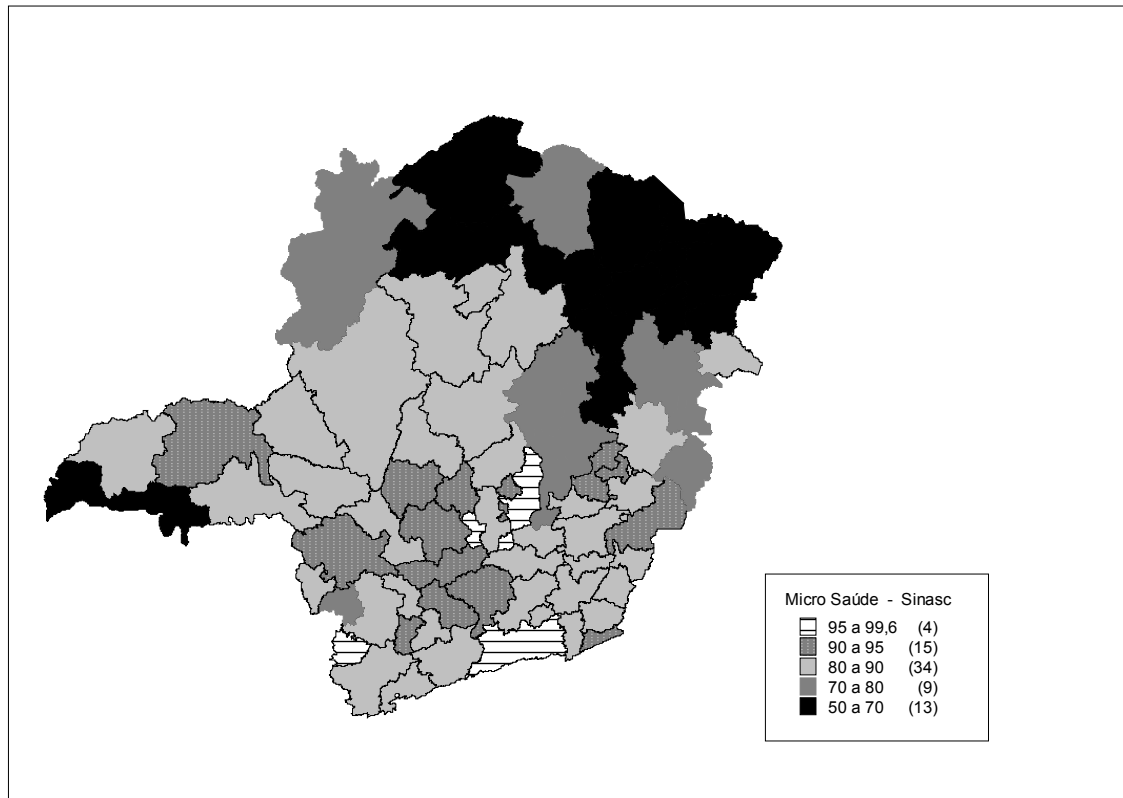 Micro Saúde - Sinasc
95 a 99,6 (4)
90 a 95 (15)
80 a 90 (34)
70 a 80 (9)
50 a 70 (13)